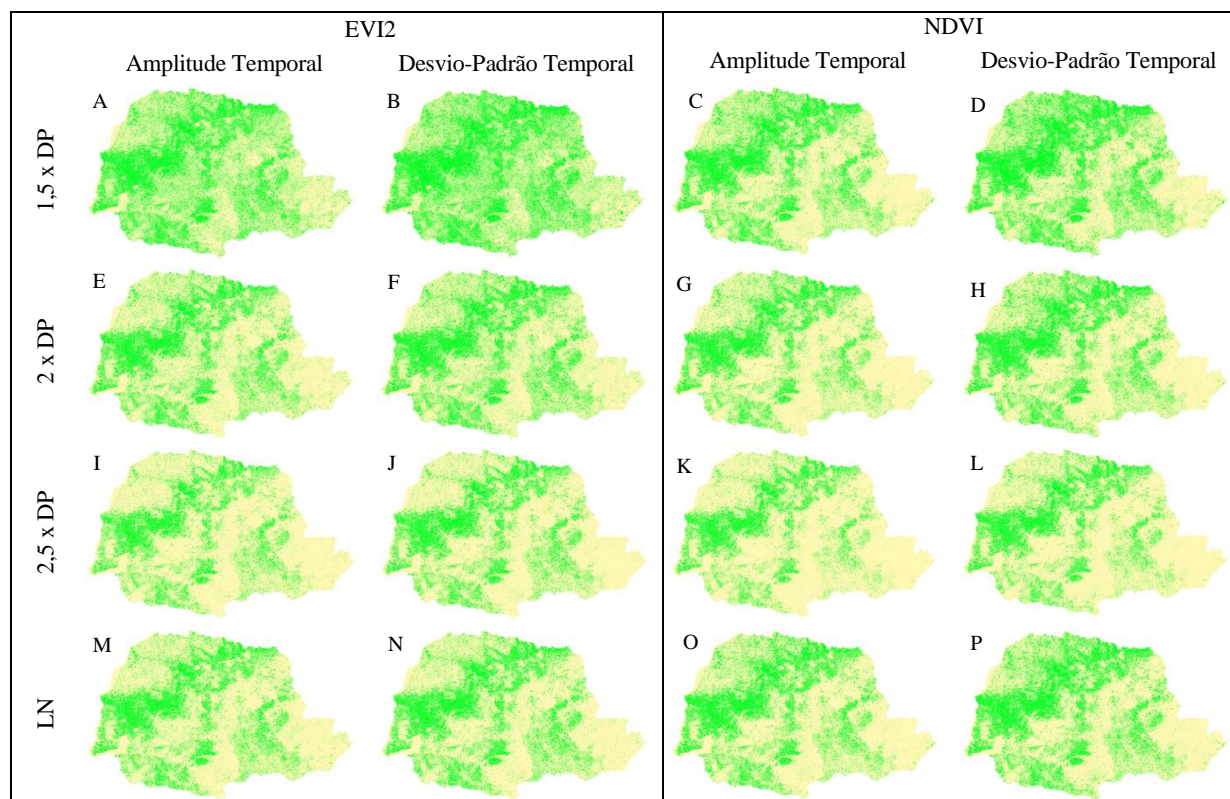 EVI2
NDVI
Amplitude Temporal
Desvio-Padrão Temporal
Amplitude Temporal
Desvio-Padrão Temporal
1,5 x DP
A
B
C
D
2 x DP
E
F
G
H
2,5 x DP
I
J
K
L
LN
M
N
O
P